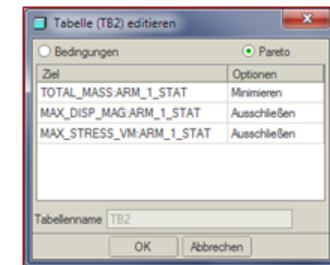 Tabelle (TB2) editieren
Bedingungen Pareto
Ziel Optionen
TOTAL_MASS:ARM_1_STAT Minimieren
MAX_DISP_MAG:ARM_1_STAT Ausschließen
MAX_STRESS_VM:ARM_1_STAT Ausschließen
Tabellenname TB2
OK Abbrechen